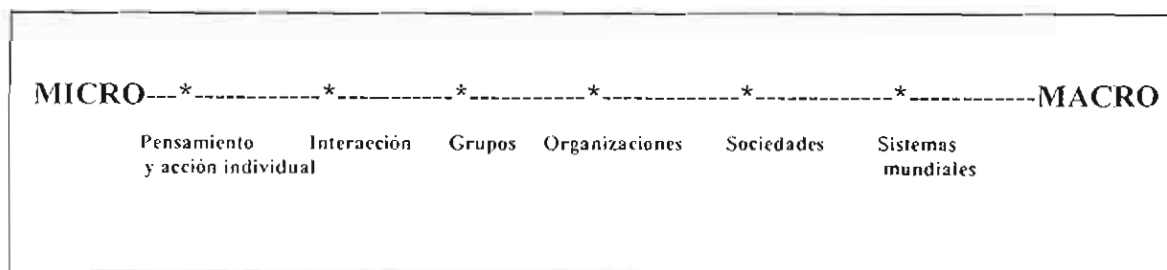 MICRO---*------------*-----------*------------*-------------*-------------*------------MACRO
Pensamiento Interacción Grupos Organizaciones Sociedades Sistemas
y acción individual mundiales